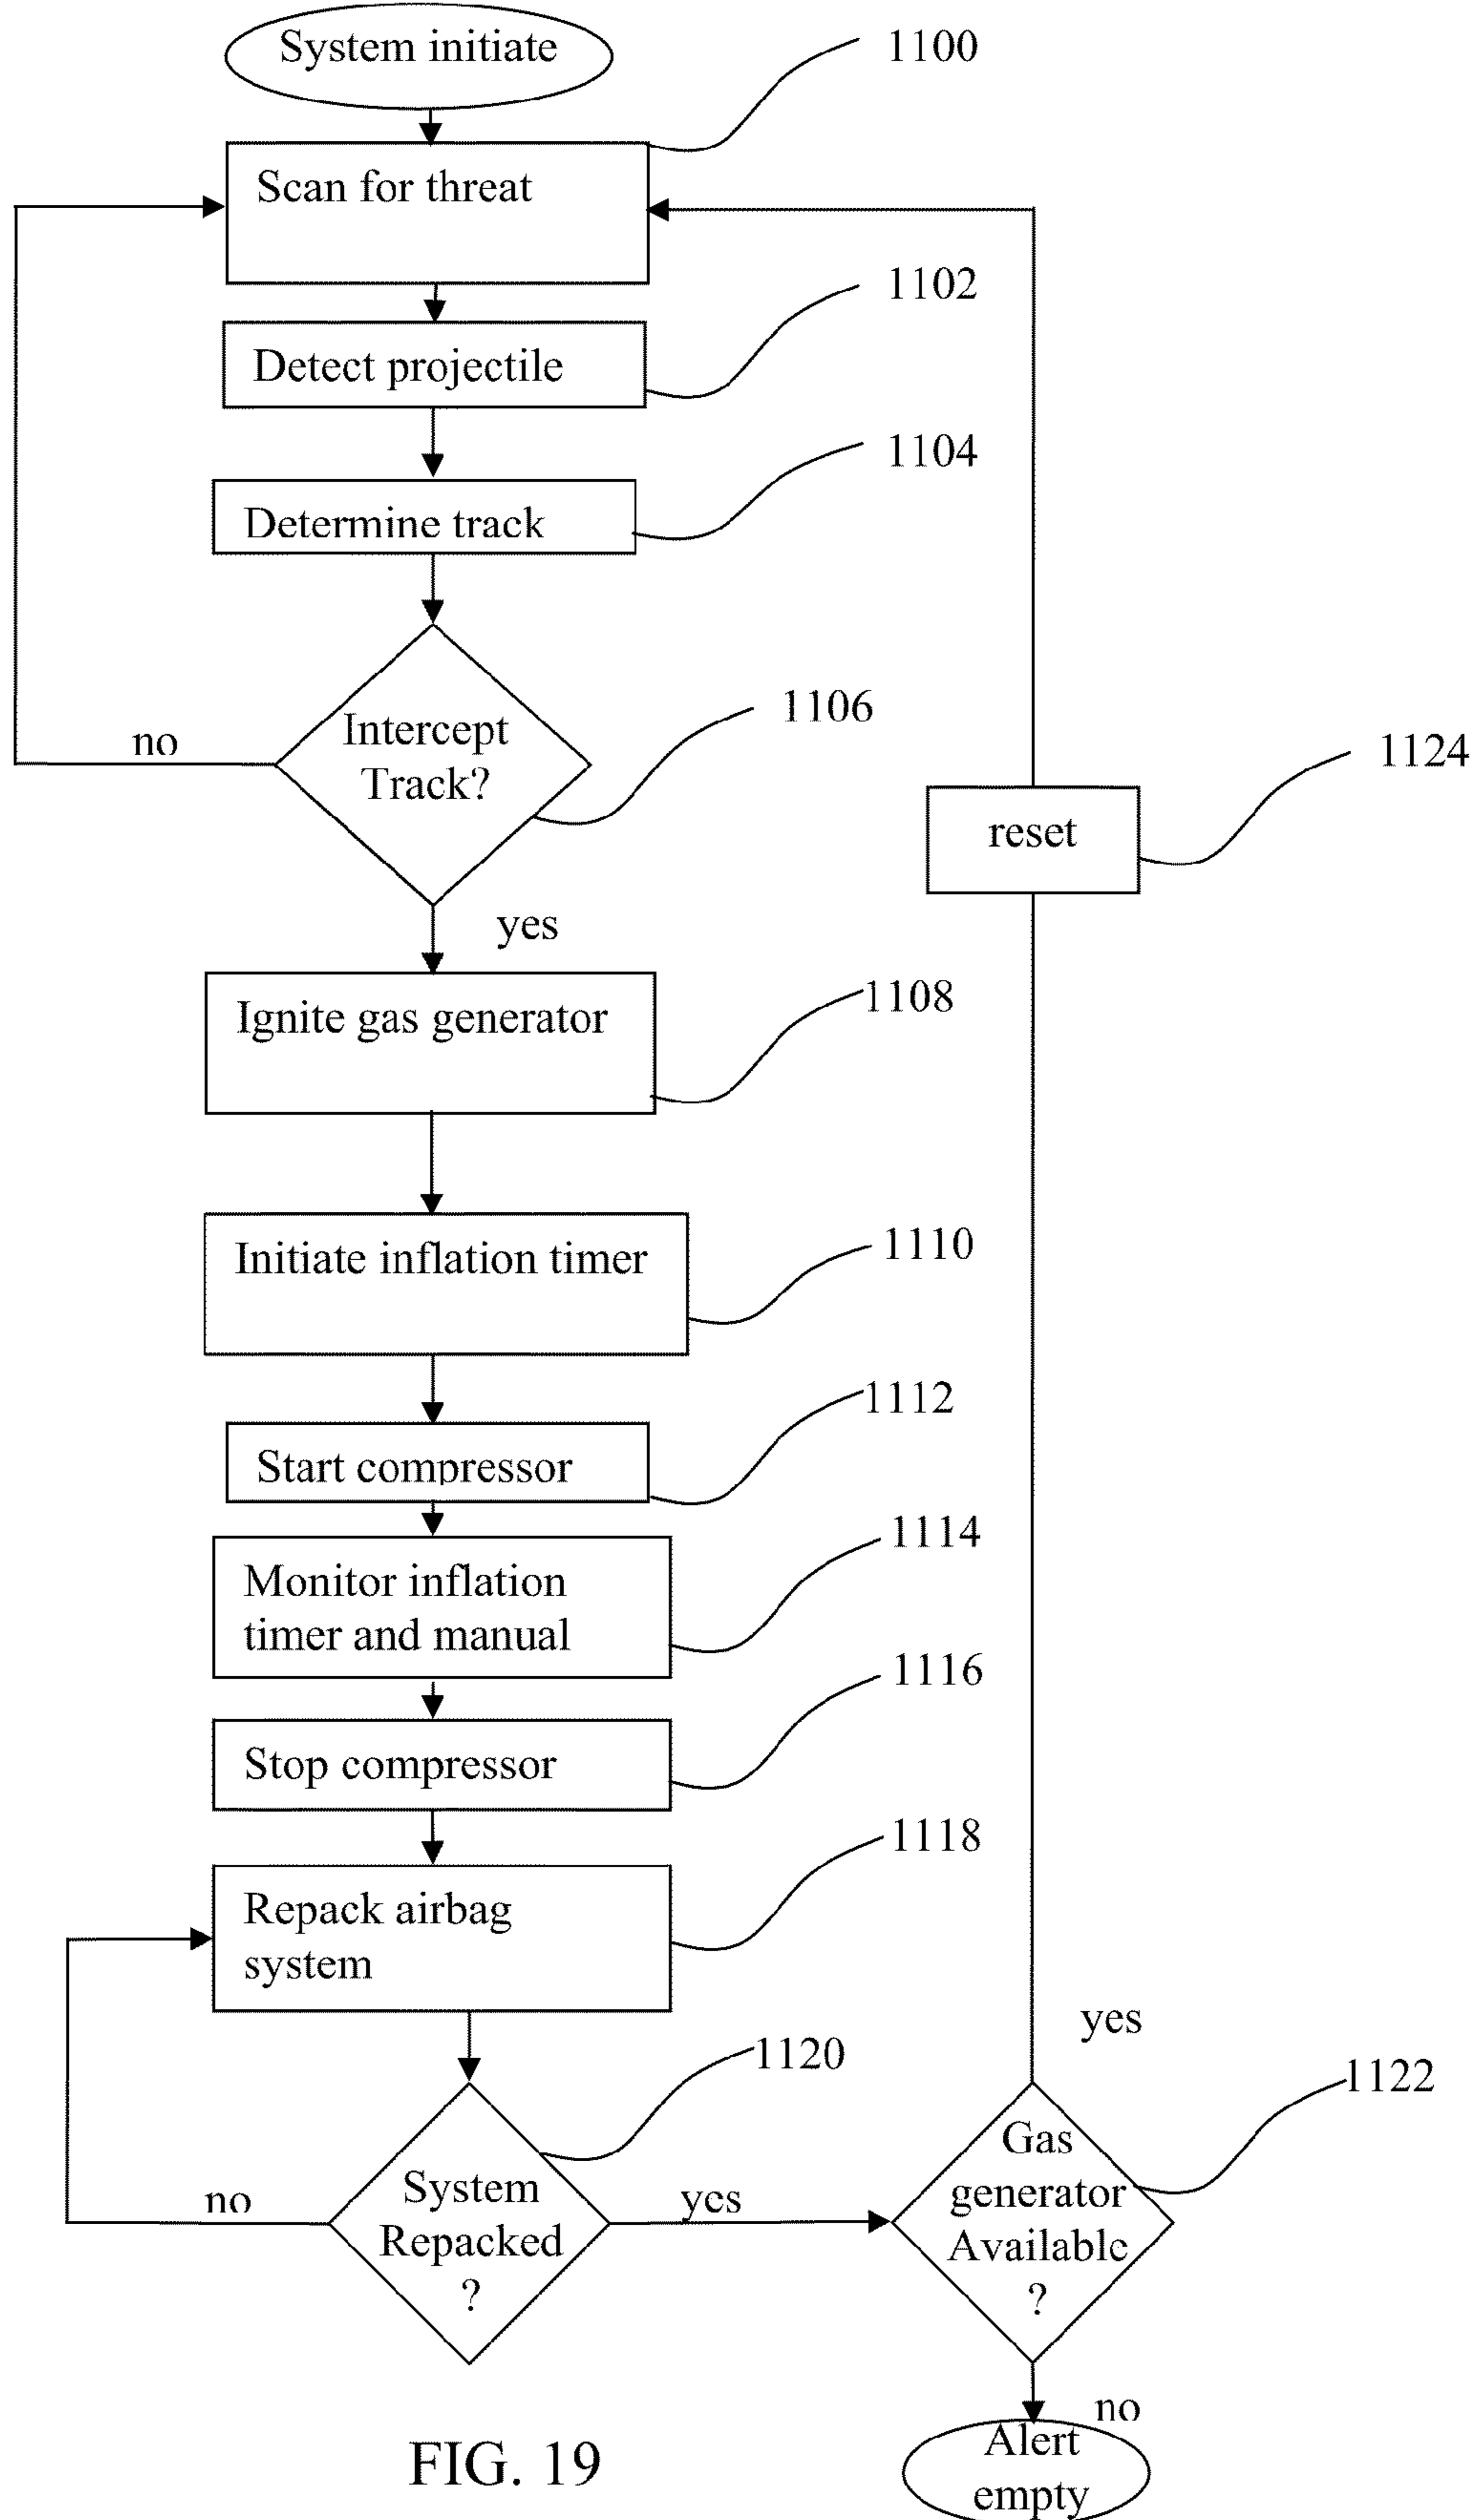 System initiate
1100
Scan for threat
1102
Detect projectile
1104
Determine track
1106
Intercept
Track?
no
1124
reset
yes
1108
Ignite gas generator
1110
Initiate inflation timer
1112
Start compressor
1114
Monitor inflation
timer and manual
1116
Stop compressor
1118
Repack airbag
system
yes
1120
1122
Gas
generator
Available
?
System
Repacked
?
no
yes
no
Alert
empty
FIG. 19